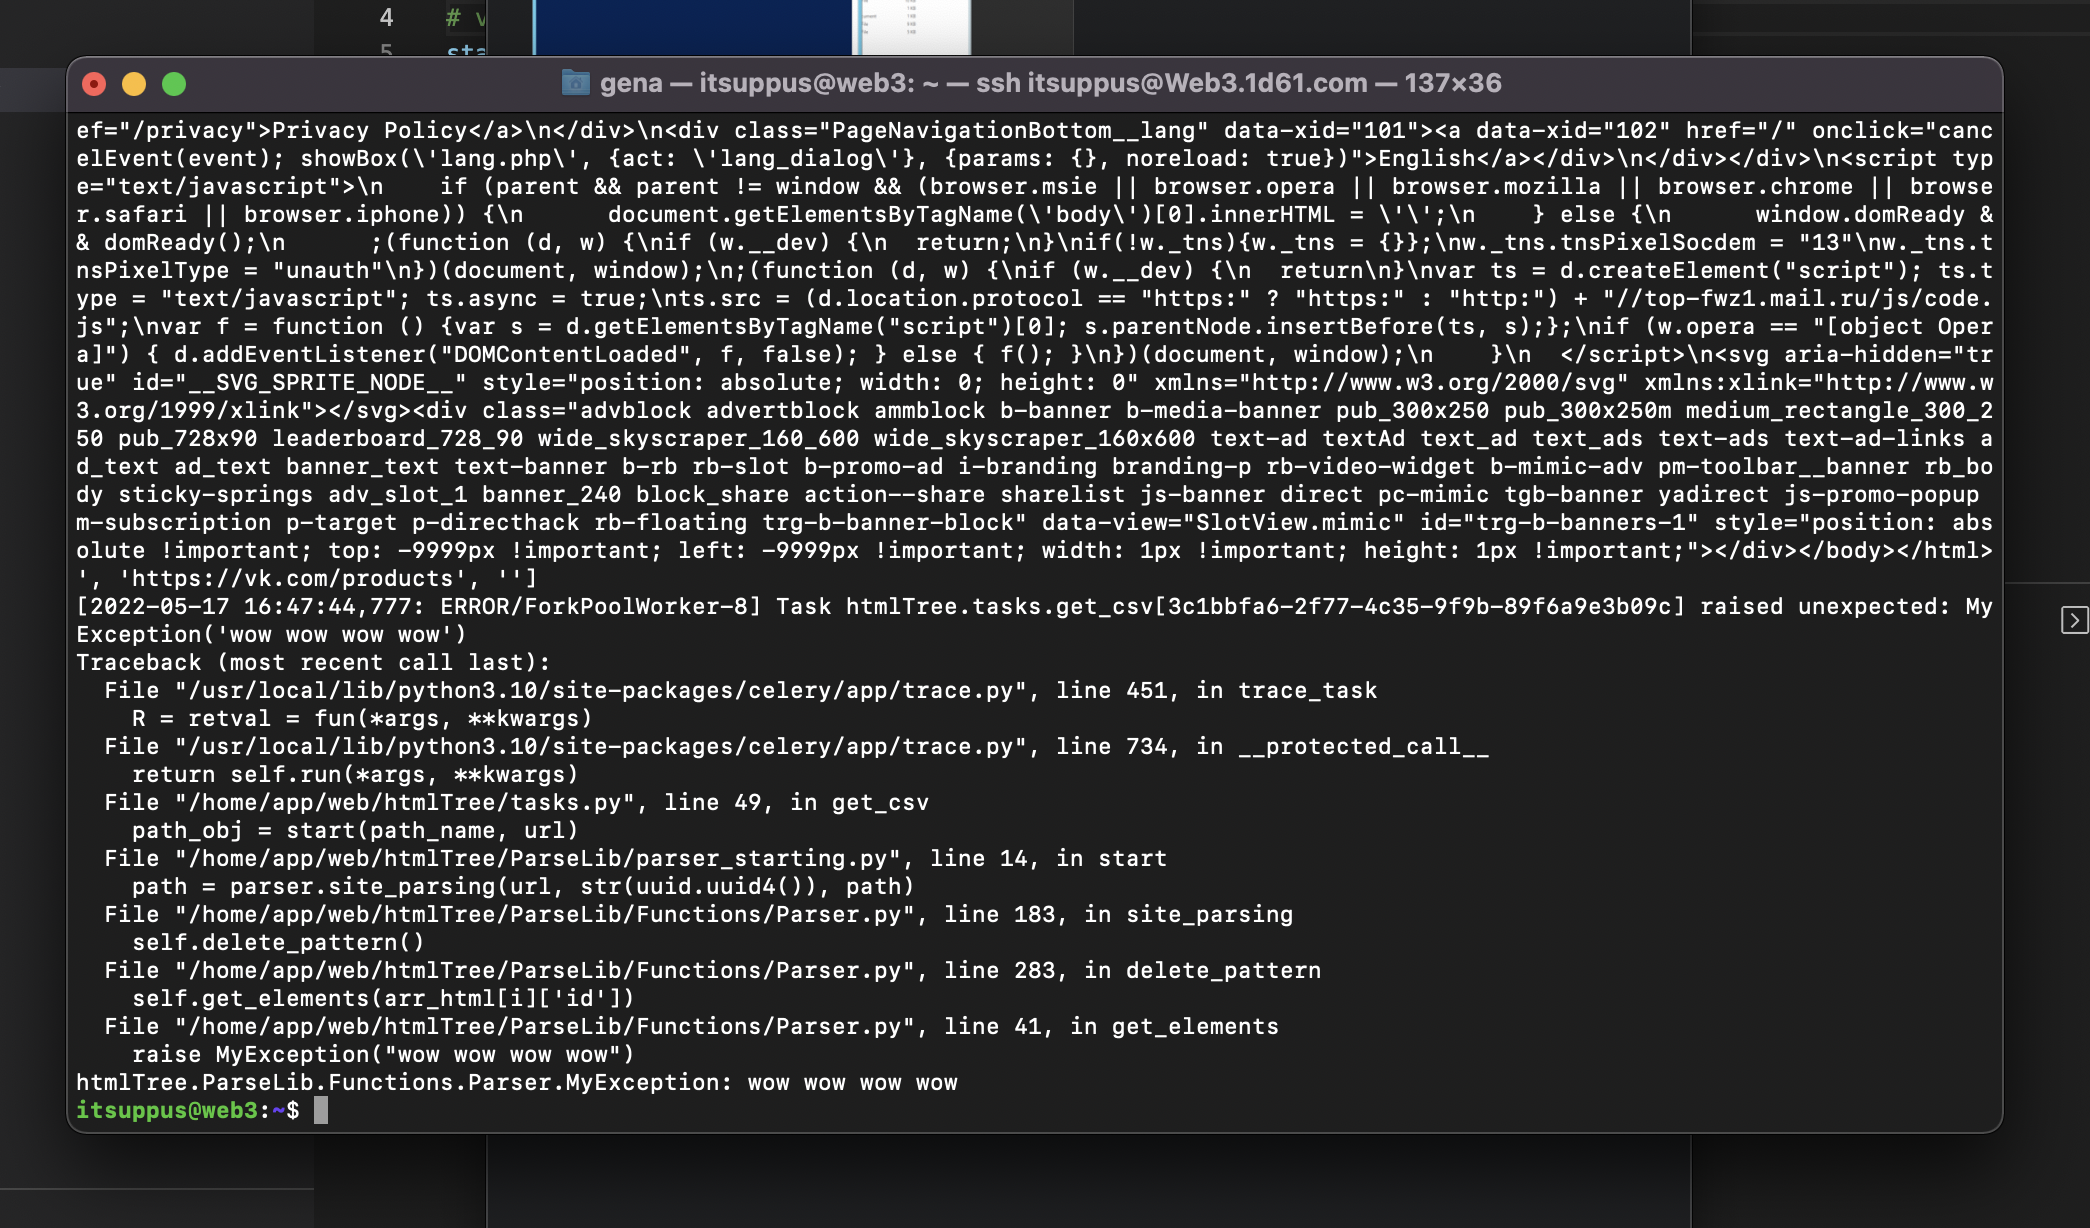 4 # v
5 sta
gena — itsuppus@web3: ~ — ssh itsuppus@Web3.1d61.com — 137×36
ef="/privacy">Privacy Policy</a>\n</div>\n<div class="PageNavigationBottom__lang" data-xid="101"><a data-xid="102" href="/" onclick="canc
elEvent(event); showBox(\'lang.php\', {act: \'lang_dialog\'}, {params: {}, noreload: true})">English</a></div>\n</div></div>\n<script typ
e="text/javascript">\n    if (parent && parent != window && (browser.msie || browser.opera || browser.mozilla || browser.chrome || browse
r.safari || browser.iphone)) {\n      document.getElementsByTagName(\'body\')[0].innerHTML = \'\';\n    } else {\n      window.domReady &
& domReady();\n      ;(function (d, w) {\nif (w.__dev) {\n  return;\n}\nif(!w._tns){w._tns = {}};\nw._tns.tnsPixelSocdem = "13"\nw._tns.t
nsPixelType = "unauth"\n})(document, window);\n;(function (d, w) {\nif (w.__dev) {\n  return\n}\nvar ts = d.createElement("script"); ts.t
ype = "text/javascript"; ts.async = true;\nts.src = (d.location.protocol == "https:" ? "https:" : "http:") + "//top-fwz1.mail.ru/js/code.
js";\nvar f = function () {var s = d.getElementsByTagName("script")[0]; s.parentNode.insertBefore(ts, s);};\nif (w.opera == "[object Oper
a]") { d.addEventListener("DOMContentLoaded", f, false); } else { f(); }\n})(document, window);\n    }\n  </script>\n<svg aria-hidden="tr
ue" id="__SVG_SPRITE_NODE__" style="position: absolute; width: 0; height: 0" xmlns="http://www.w3.org/2000/svg" xmlns:xlink="http://www.w
3.org/1999/xlink"></svg><div class="advblock advertblock ammblock b-banner b-media-banner pub_300x250 pub_300x250m medium_rectangle_300_2
50 pub_728x90 leaderboard_728_90 wide_skyscraper_160_600 wide_skyscraper_160x600 text-ad textAd text_ad text_ads text-ads text-ad-links a
d_text ad_text banner_text text-banner b-rb rb-slot b-promo-ad i-branding branding-p rb-video-widget b-mimic-adv pm-toolbar__banner rb_bo
dy sticky-springs adv_slot_1 banner_240 block_share action--share sharelist js-banner direct pc-mimic tgb-banner yadirect js-promo-popup
m-subscription p-target p-directhack rb-floating trg-b-banner-block" data-view="SlotView.mimic" id="trg-b-banners-1" style="position: abs
olute !important; top: -9999px !important; left: -9999px !important; width: 1px !important; height: 1px !important;"></div></body></html>
', 'https://vk.com/products', '']
[2022-05-17 16:47:44,777: ERROR/ForkPoolWorker-8] Task htmlTree.tasks.get_csv[3c1bbfa6-2f77-4c35-9f9b-89f6a9e3b09c] raised unexpected: My
Exception('wow wow wow wow')
Traceback (most recent call last):
  File "/usr/local/lib/python3.10/site-packages/celery/app/trace.py", line 451, in trace_task
    R = retval = fun(*args, **kwargs)
  File "/usr/local/lib/python3.10/site-packages/celery/app/trace.py", line 734, in __protected_call__
    return self.run(*args, **kwargs)
  File "/home/app/web/htmlTree/tasks.py", line 49, in get_csv
    path_obj = start(path_name, url)
  File "/home/app/web/htmlTree/ParseLib/parser_starting.py", line 14, in start
    path = parser.site_parsing(url, str(uuid.uuid4()), path)
  File "/home/app/web/htmlTree/ParseLib/Functions/Parser.py", line 183, in site_parsing
    self.delete_pattern()
  File "/home/app/web/htmlTree/ParseLib/Functions/Parser.py", line 283, in delete_pattern
    self.get_elements(arr_html[i]['id'])
  File "/home/app/web/htmlTree/ParseLib/Functions/Parser.py", line 41, in get_elements
    raise MyException("wow wow wow wow")
htmlTree.ParseLib.Functions.Parser.MyException: wow wow wow wow
itsuppus@web3:~$